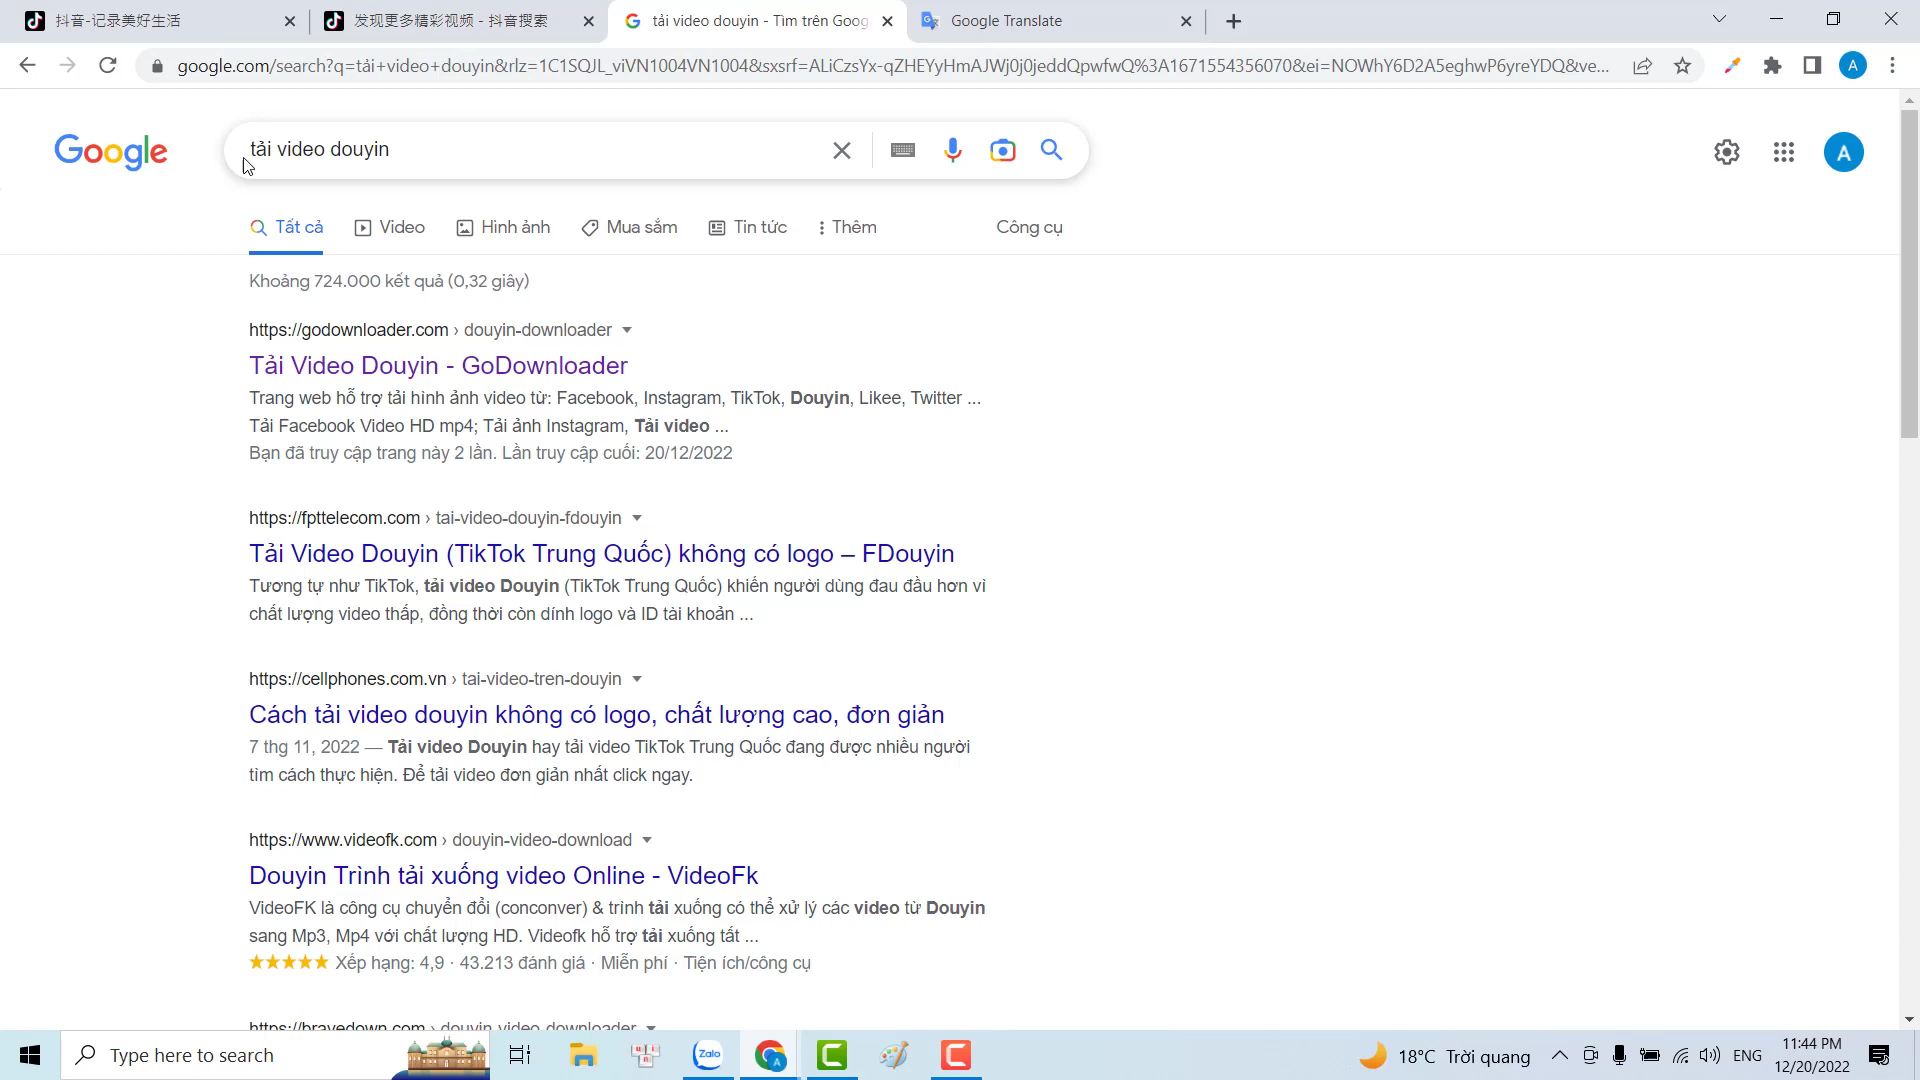 抖音-记录美好生活
发现更多精彩视频 - 抖音搜索
tải video douyin - Tìm trên Goog
Google Translate
google.com/search?q=tải+video+douyin&rlz=1C1SQJL_viVN1004VN1004&sxsrf=ALiCzsYx-qZHEYyHmAJWj0j0jeddQpwfwQ%3A1671554356070&ei=NOWhY6D2A5eghwP6yreYDQ&ve...
A
Google
tải video douyin
A
Tất cả
Video
Hình ảnh
Mua sắm
Tin tức
Thêm
Công cụ
Khoảng 724.000 kết quả (0,32 giây)
https://godownloader.com › douyin-downloader
Tải Video Douyin - GoDownloader
Trang web hỗ trợ tải hình ảnh video từ: Facebook, Instagram, TikTok, Douyin, Likee, Twitter ...
Tải Facebook Video HD mp4; Tải ảnh Instagram, Tải video ...
Bạn đã truy cập trang này 2 lần. Lần truy cập cuối: 20/12/2022
https://fpttelecom.com › tai-video-douyin-fdouyin
Tải Video Douyin (TikTok Trung Quốc) không có logo – FDouyin
Tương tự như TikTok, tải video Douyin (TikTok Trung Quốc) khiến người dùng đau đầu hơn vì
chất lượng video thấp, đồng thời còn dính logo và ID tài khoản ...
https://cellphones.com.vn › tai-video-tren-douyin
Cách tải video douyin không có logo, chất lượng cao, đơn giản
7 thg 11, 2022 — Tải video Douyin hay tải video TikTok Trung Quốc đang được nhiều người
tìm cách thực hiện. Để tải video đơn giản nhất click ngay.
https://www.videofk.com › douyin-video-download
Douyin Trình tải xuống video Online - VideoFk
VideoFK là công cụ chuyển đổi (conconver) & trình tải xuống có thể xử lý các video từ Douyin
sang Mp3, Mp4 với chất lượng HD. Videofk hỗ trợ tải xuống tất ...
Xếp hạng: 4,9 · 43.213 đánh giá · Miễn phí · Tiện ích/công cụ
https://bravedown.com › douyin-video-downloader
Type here to search
Zalo
18°C Trời quang
ENG
11:44 PM
12/20/2022